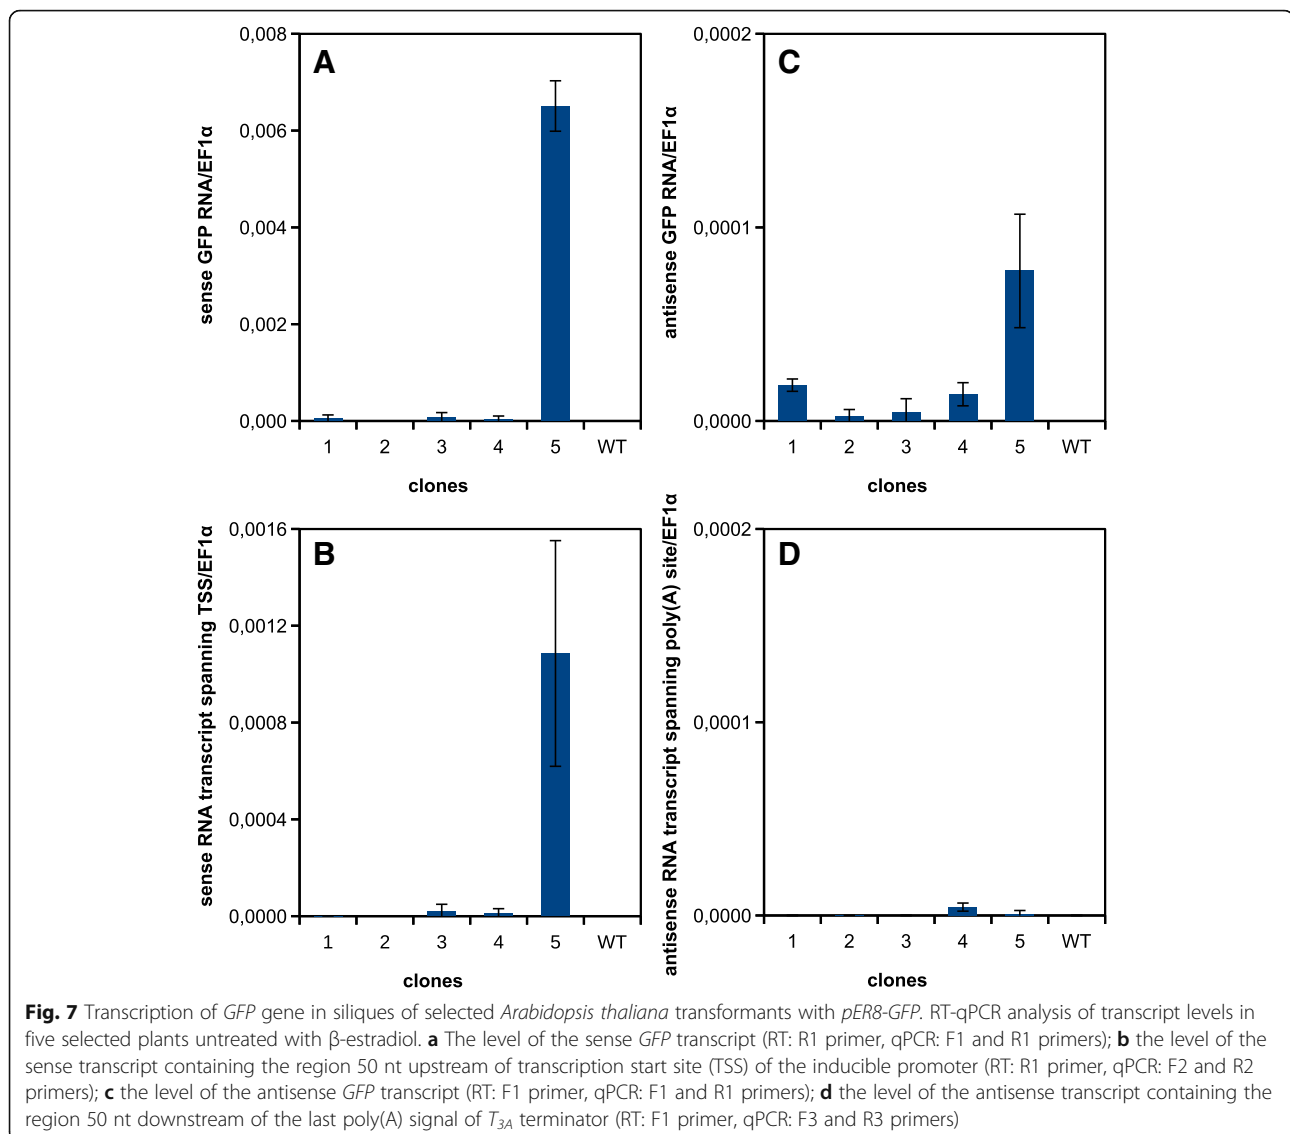 A
sense GFP RNA/EF1α
0,008
0,006
0,004
0,002
0,000
1 2 3 4 5 WT
clones
C
antisense GFP RNA/EF1α
0,0002
0,0001
0,0000
1 2 3 4 5 WT
clones
B
sense RNA transcript spanning TSS/EF1α
0,0016
0,0012
0,0008
0,0004
0,0000
1 2 3 4 5 WT
clones
D
antisense RNA transcript spanning poly(A) site/EF1α
0,0002
0,0001
0,0000
1 2 3 4 5 WT
clones
Fig. 7 Transcription of GFP gene in siliques of selected Arabidopsis thaliana transformants with pER8-GFP. RT-qPCR analysis of transcript levels in
five selected plants untreated with β-estradiol. a The level of the sense GFP transcript (RT: R1 primer, qPCR: F1 and R1 primers); b the level of the
sense transcript containing the region 50 nt upstream of transcription start site (TSS) of the inducible promoter (RT: R1 primer, qPCR: F2 and R2
primers); c the level of the antisense GFP transcript (RT: F1 primer, qPCR: F1 and R1 primers); d the level of the antisense transcript containing the
region 50 nt downstream of the last poly(A) signal of T3A terminator (RT: F1 primer, qPCR: F3 and R3 primers)